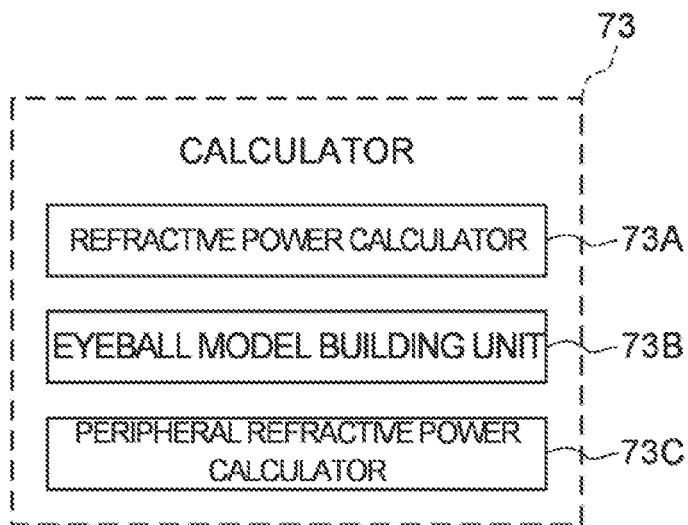 73
CALCULATOR
REFRACTIVE POWER CALCULATOR
73A
EYEBALL MODEL BUILDING UNIT
73B
PERIPHERAL REFRACTIVE POWER
CALCULATOR
73C